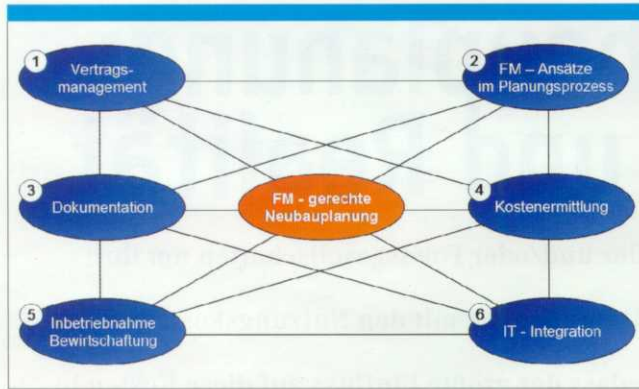 1
Vertrags-
management
2
FM – Ansätze
im Planungsprozess
3
Dokumentation
FM - gerechte
Neubauplanung
4
Kostenermittlung
5
Inbetriebnahme
Bewirtschaftung
6
IT - Integration